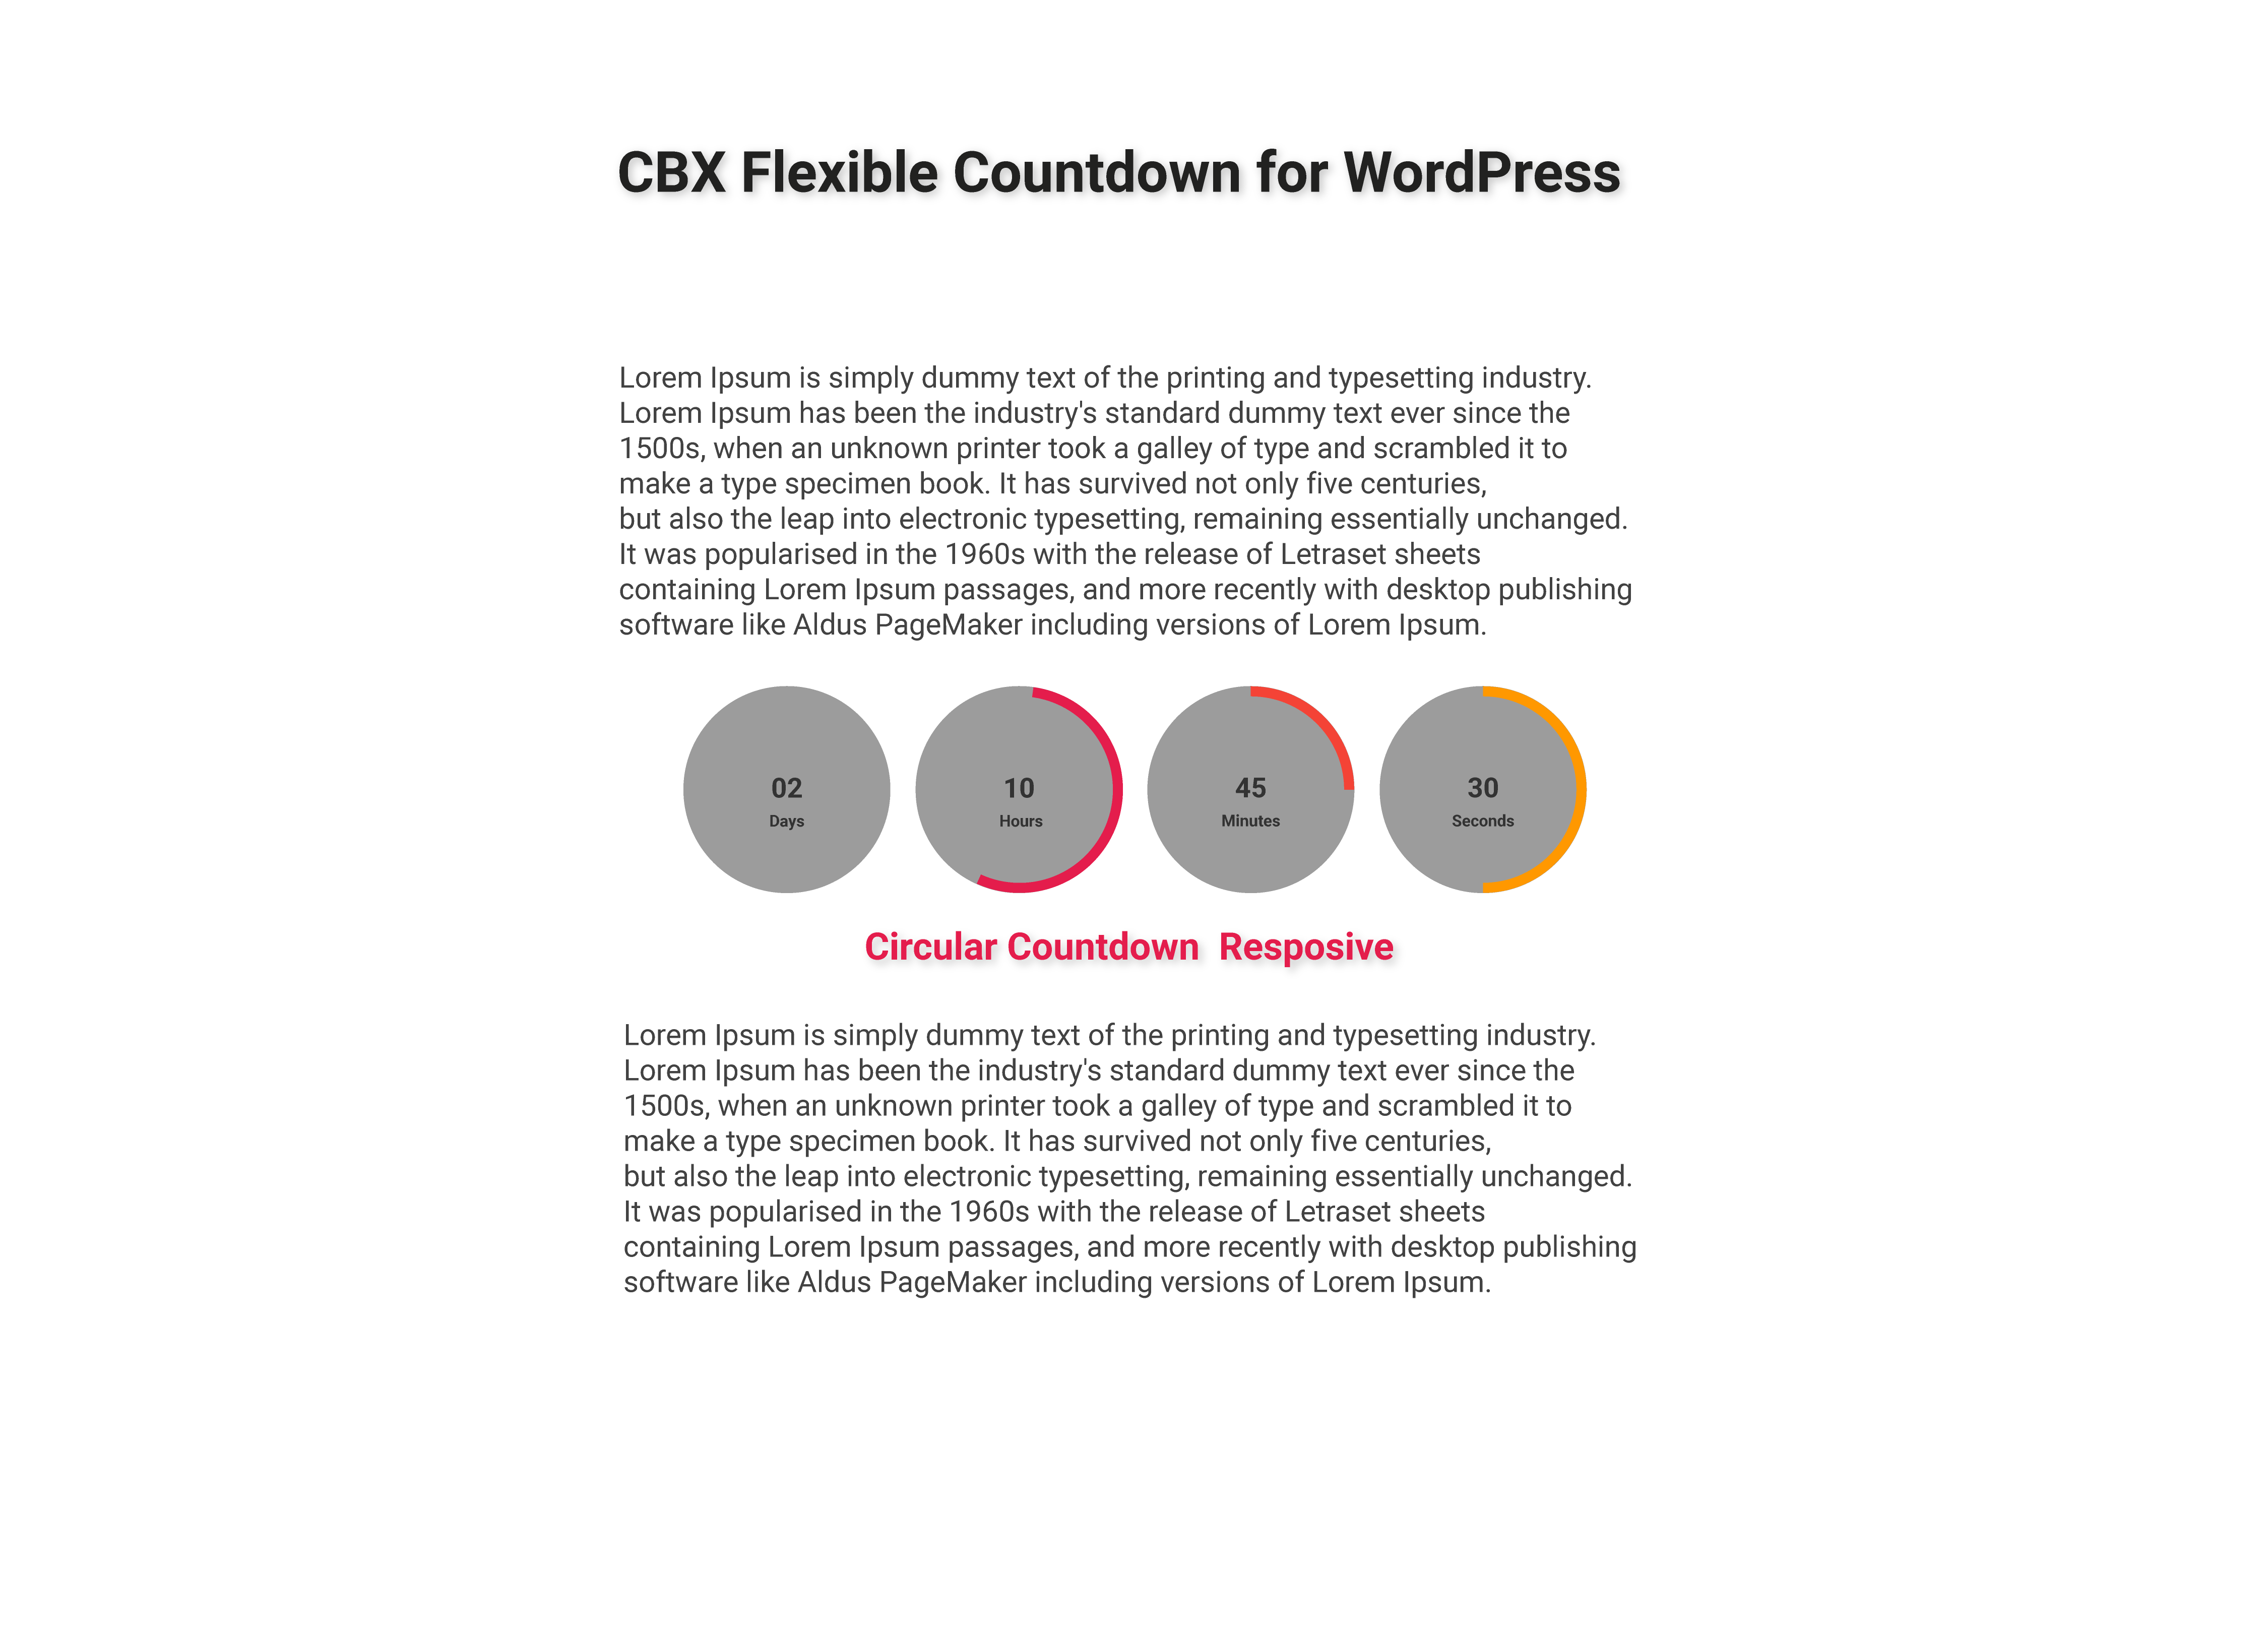 CBX Flexible Countdown for WordPress
Lorem Ipsum is simply dummy text of the printing and typesetting industry.
Lorem Ipsum has been the industry's standard dummy text ever since the
1500s, when an unknown printer took a galley of type and scrambled it to
make a type specimen book. It has survived not only five centuries,
but also the leap into electronic typesetting, remaining essentially unchanged.
It was popularised in the 1960s with the release of Letraset sheets
containing Lorem Ipsum passages, and more recently with desktop publishing
software like Aldus PageMaker including versions of Lorem Ipsum.
02 10 45 30
Days Hours Minutes Seconds
Circular Countdown  Resposive
Lorem Ipsum is simply dummy text of the printing and typesetting industry.
Lorem Ipsum has been the industry's standard dummy text ever since the
1500s, when an unknown printer took a galley of type and scrambled it to
make a type specimen book. It has survived not only five centuries,
but also the leap into electronic typesetting, remaining essentially unchanged.
It was popularised in the 1960s with the release of Letraset sheets
containing Lorem Ipsum passages, and more recently with desktop publishing
software like Aldus PageMaker including versions of Lorem Ipsum.